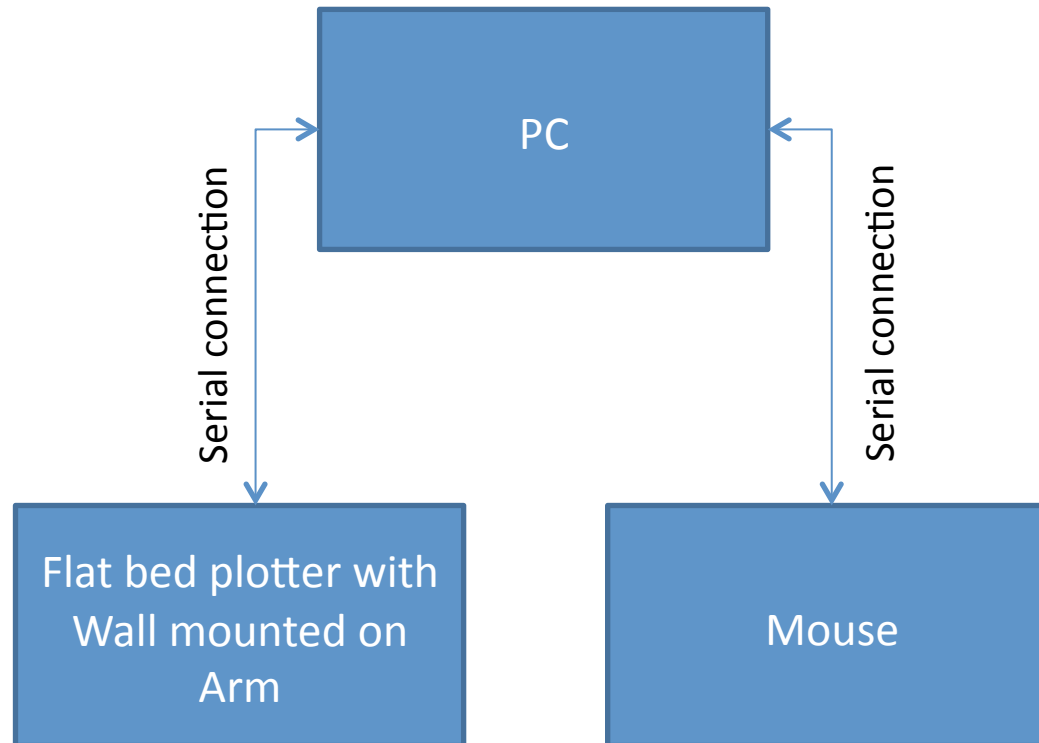 PC
Serial connection
Serial connection
Flat bed plotter with
Wall mounted on
Arm
Mouse